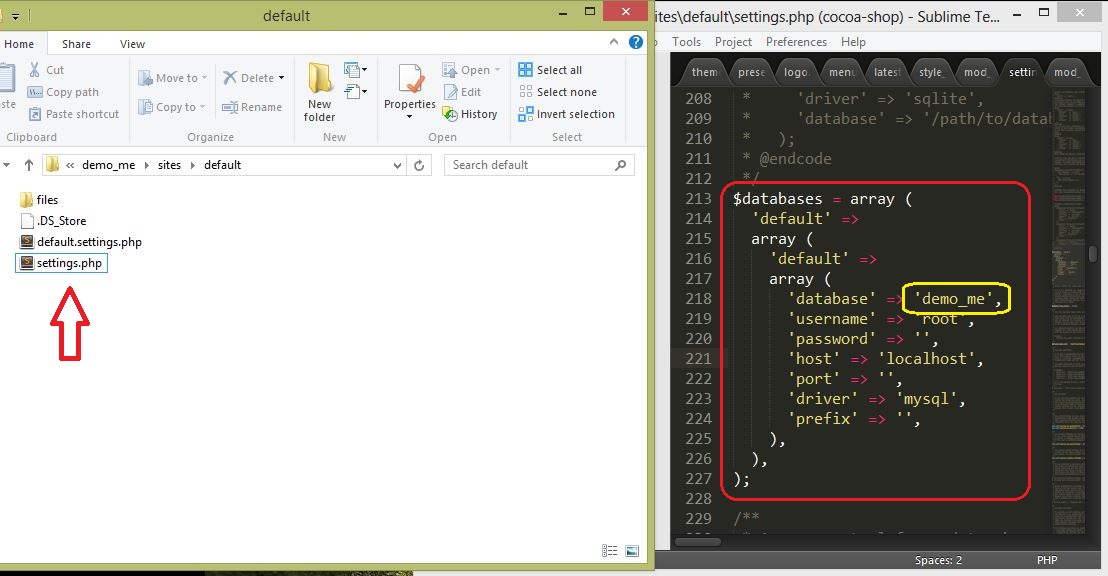 default
Home Share View
Cut
Copy path
Paste shortcut
Clipboard
Move to
Copy to
Delete
Rename
Organize
New
folder
New
Properties
Open
Edit
History
Open
Select all
Select none
Invert selection
Select
« demo_me sites default
Search default
files
.DS_Store
default.settings.php
settings.php
ites\default\settings.php (cocoa-shop) - Sublime Te...
Tools Project Preferences Help
them prese logo. menu latest style_ mod_ settin mod_
208 * 'driver' => 'sqlite',
209 * 'database' => '/path/to/datab
210 * );
211 * @endcode
212 */
213 $databases = array (
214 'default' =>
215 array (
216 'default' =>
217 array (
218 'database' => 'demo_me',
219 'username' => 'root',
220 'password' => '',
221 'host' => 'localhost',
222 'port' => '',
223 'driver' => 'mysql',
224 'prefix' => '',
225 ),
226 ),
227 );
228
229 /**
Spaces: 2 PHP